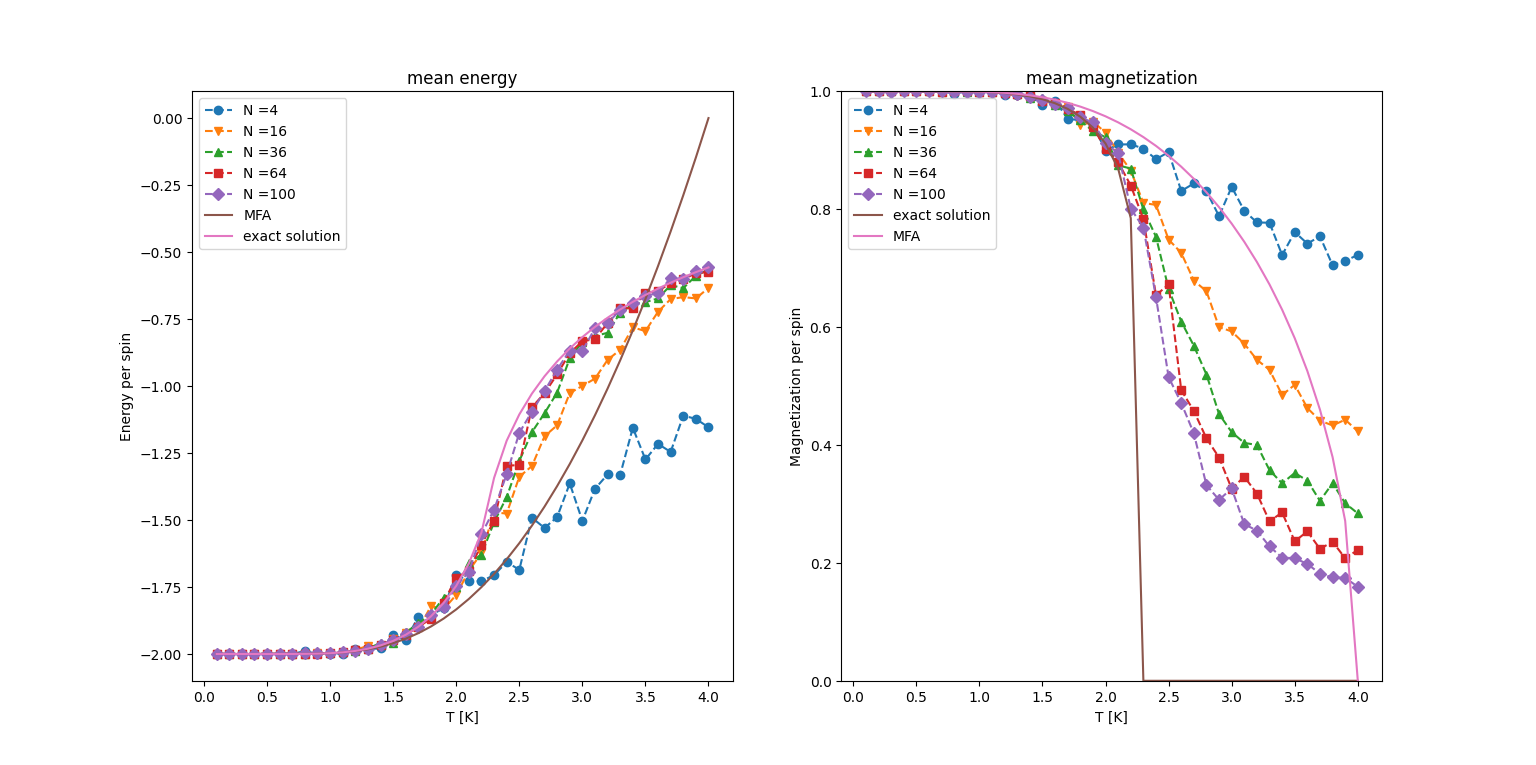 mean energy
N =4
N =16
N =36
N =64
N =100
MFA
exact solution
Energy per spin
0.00
−0.25
−0.50
−0.75
−1.00
−1.25
−1.50
−1.75
−2.00
0.0 0.5 1.0 1.5 2.0 2.5 3.0 3.5 4.0
T [K]
mean magnetization
N =4
N =16
N =36
N =64
N =100
exact solution
MFA
Magnetization per spin
1.0
0.8
0.6
0.4
0.2
0.0
0.0 0.5 1.0 1.5 2.0 2.5 3.0 3.5 4.0
T [K]